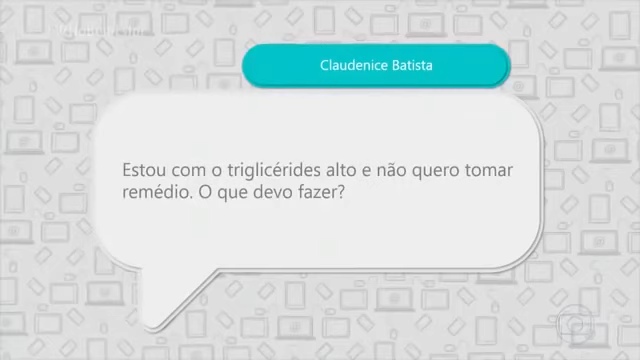 Claudenice Batista
Estou com o triglicérides alto e não quero tomar
remédio. O que devo fazer?